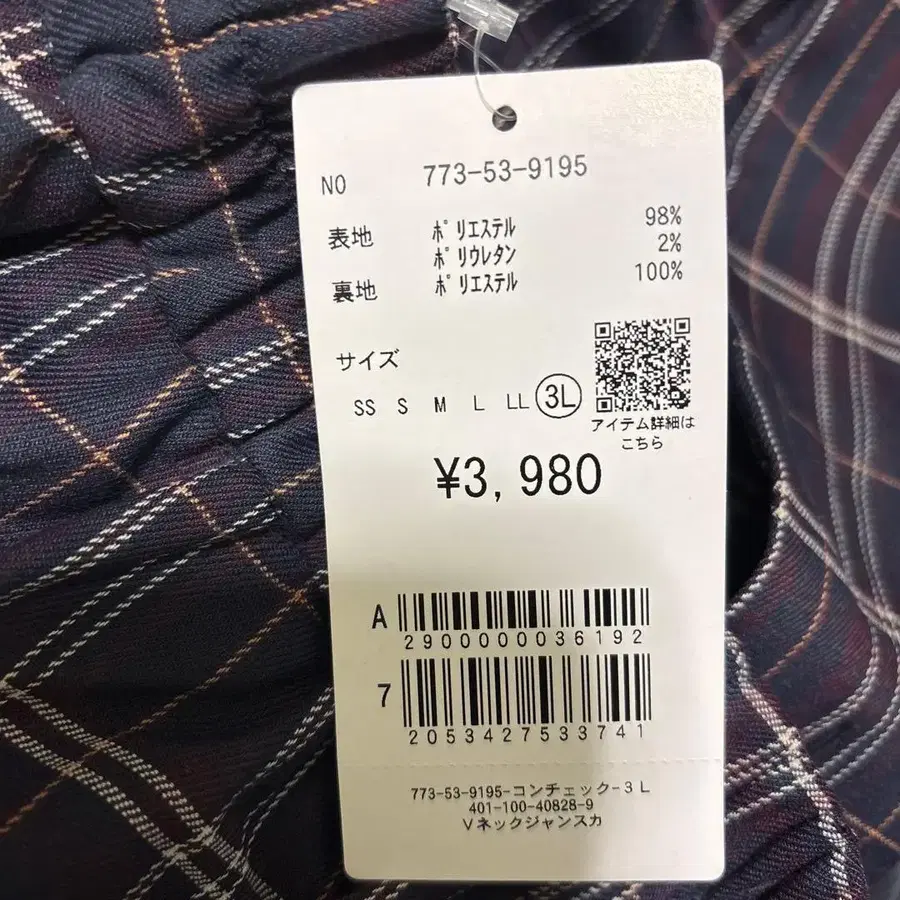 NO 773-53-9195
表地 ポリエステル 98%
ポリウレタン 2%
裏地 ポリエステル 100%
サイズ
SS S M L LL 3L
アイテム詳細は
こちら
¥3,980
A
2900000036192
7
2053427533741
773-53-9195-コンチェック-3L
401-100-40828-9
Vネックジャンスカ